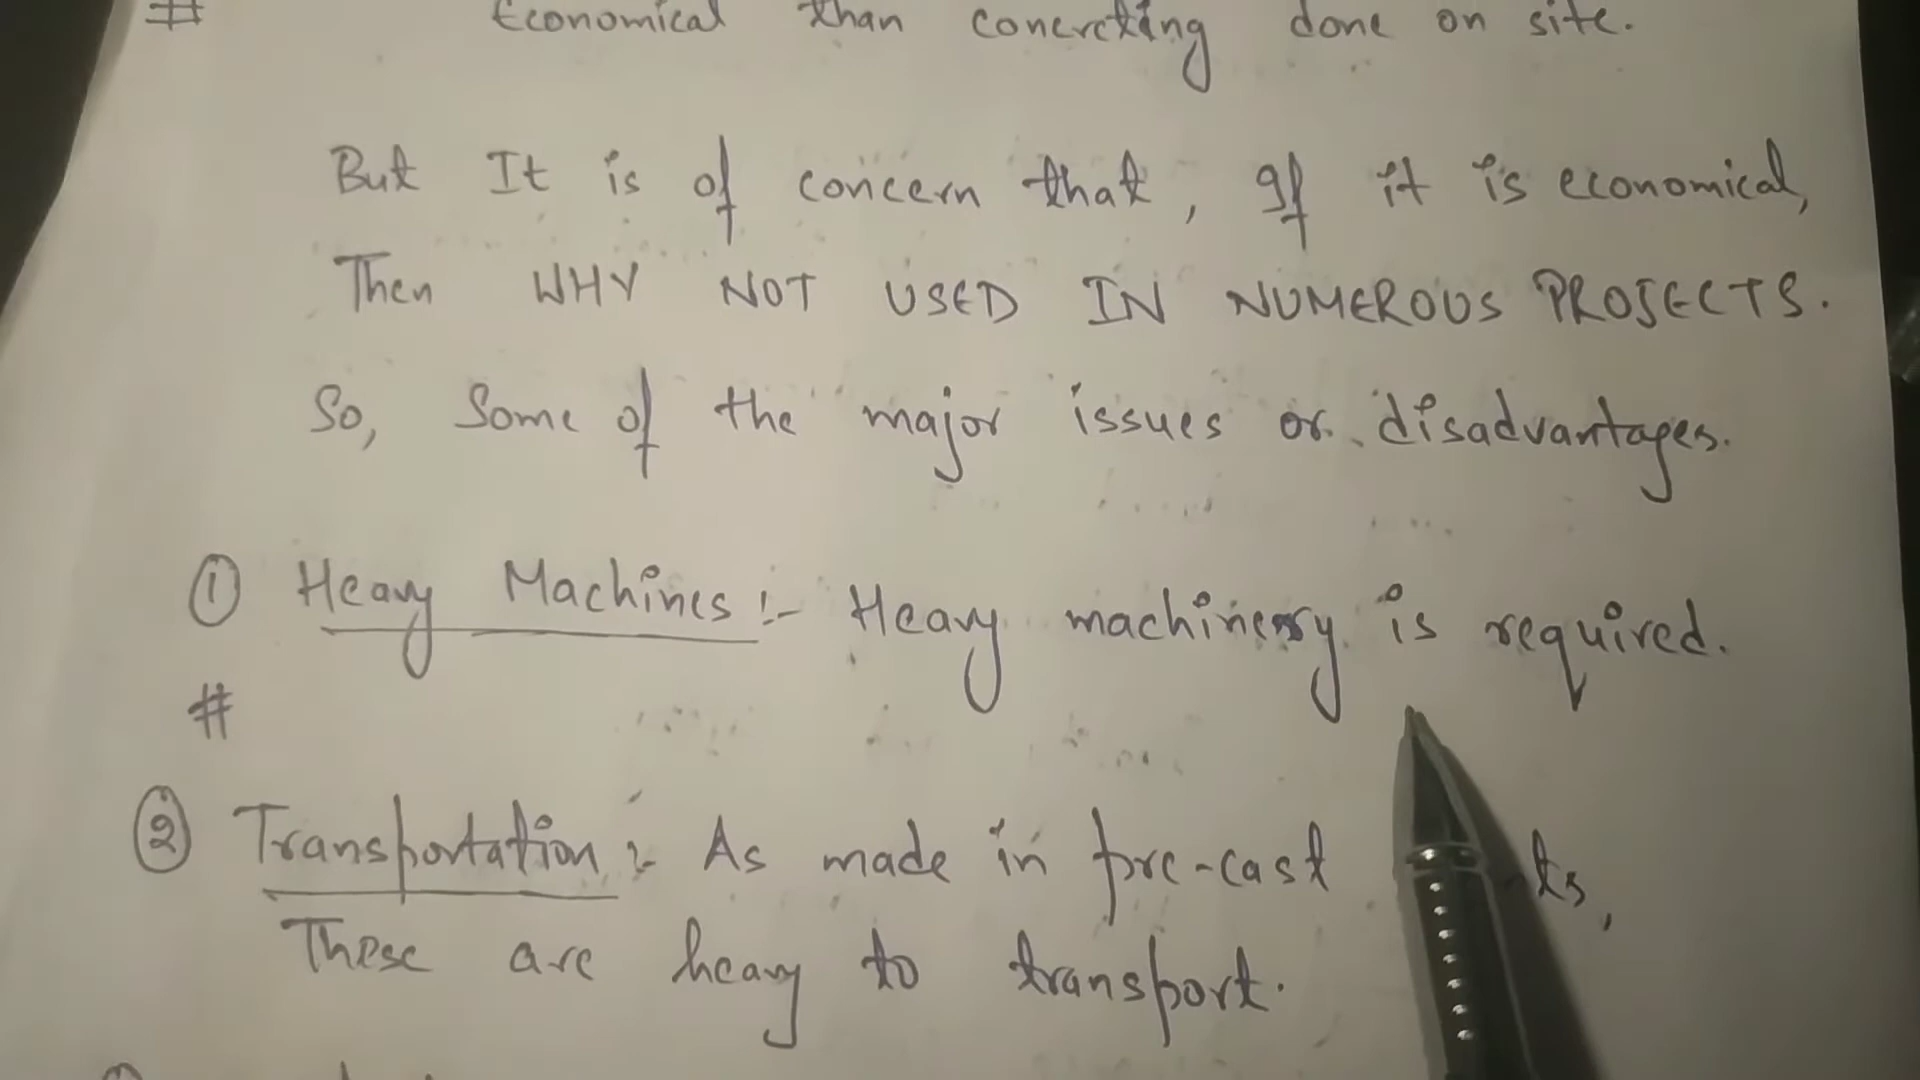 # Economical than concreting done on site.
But It is of concern that, If it is economical,
Then WHY NOT USED IN NUMEROUS PROJECTS.
So, Some of the major issues or disadvantages.
① Heavy Machines :- Heavy machinery is required.
#
② Transportation :- As made in pre-cast
These are heavy to transport.